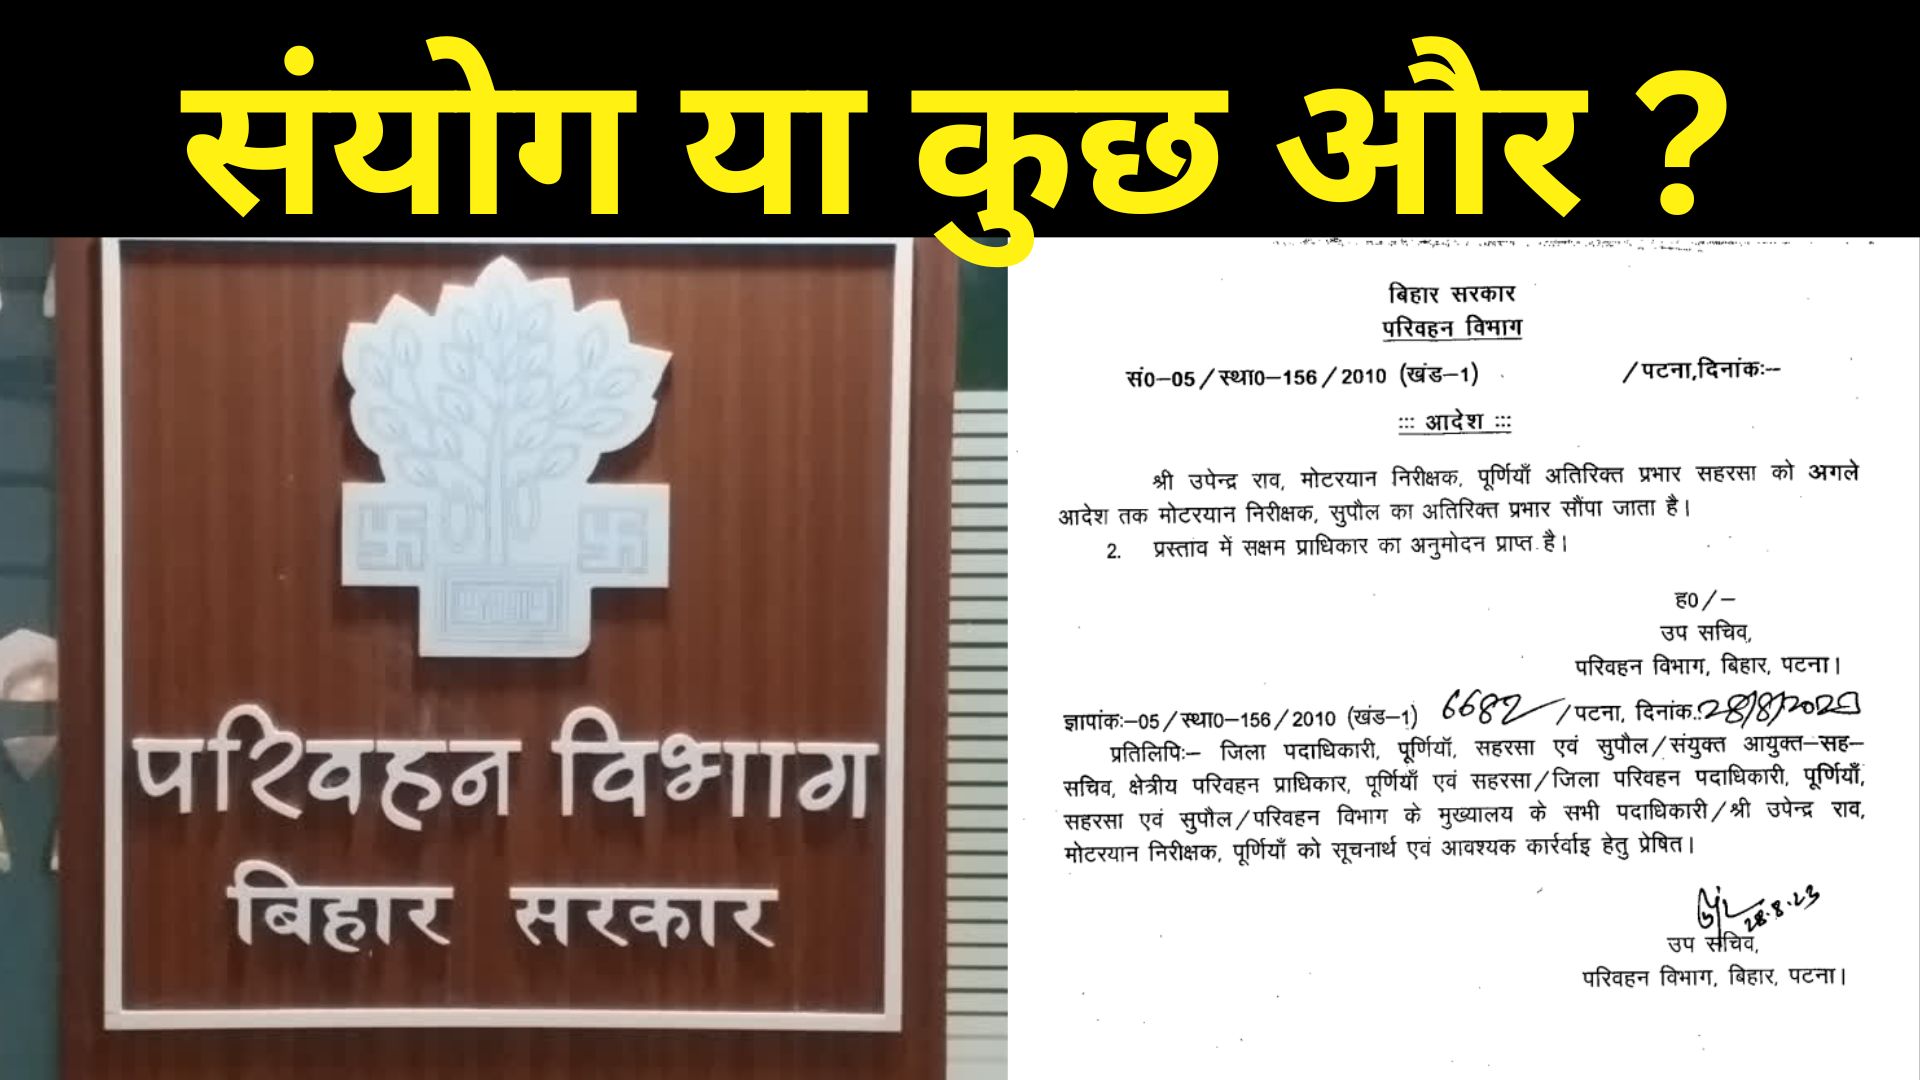 संयोग या कुछ और ?
परिवहन विभाग
बिहार सरकार
बिहार सरकार
परिवहन विभाग
सं0–05/स्था0–156/2010 (खंड–1) /पटना,दिनांकः--
::: आदेश :::
श्री उपेन्द्र राव, मोटरयान निरीक्षक, पूर्णियाँ अतिरिक्त प्रभार सहरसा को अगले
आदेश तक मोटरयान निरीक्षक, सुपौल का अतिरिक्त प्रभार सौंपा जाता है।
2. प्रस्ताव में सक्षम प्राधिकार का अनुमोदन प्राप्त है।
ह0/–
उप सचिव,
परिवहन विभाग, बिहार, पटना।
ज्ञापांकः–05/स्था0–156/2010 (खंड–1) 6682 /पटना, दिनांक..28/8/2023
प्रतिलिपिः– जिला पदाधिकारी, पूर्णियॉ, सहरसा एवं सुपौल/संयुक्त आयुक्त–सह–
सचिव, क्षेत्रीय परिवहन प्राधिकार, पूर्णियाँ एवं सहरसा/जिला परिवहन पदाधिकारी, पूर्णियाँ,
सहरसा एवं सुपौल/परिवहन विभाग के मुख्यालय के सभी पदाधिकारी/श्री उपेन्द्र राव,
मोटरयान निरीक्षक, पूर्णियाँ को सूचनार्थ एवं आवश्यक कार्रर्वाइ हेतु प्रेषित।
28.8.23
उप सचिव,
परिवहन विभाग, बिहार, पटना।